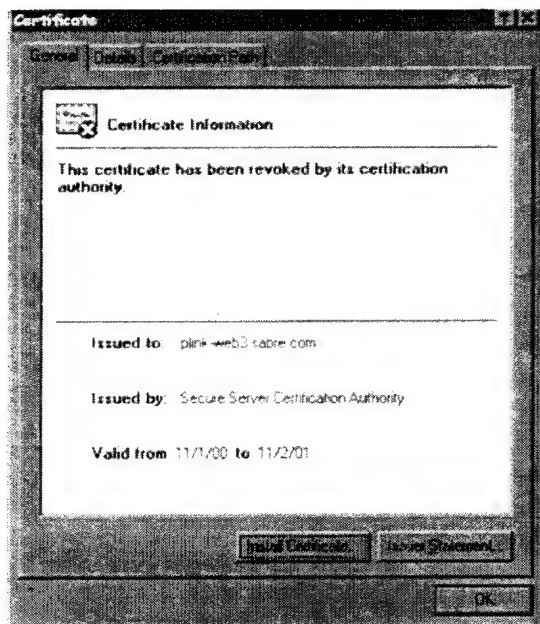 Certificate
General Details Certification Path
Certificate Information
This certificate has been revoked by its certification
authority.
Issued to: plink-web3.sabre.com
Issued by: Secure Server Certification Authority
Valid from 11/1/00 to 11/2/01
Install Certificate... Issuer Statement...
OK